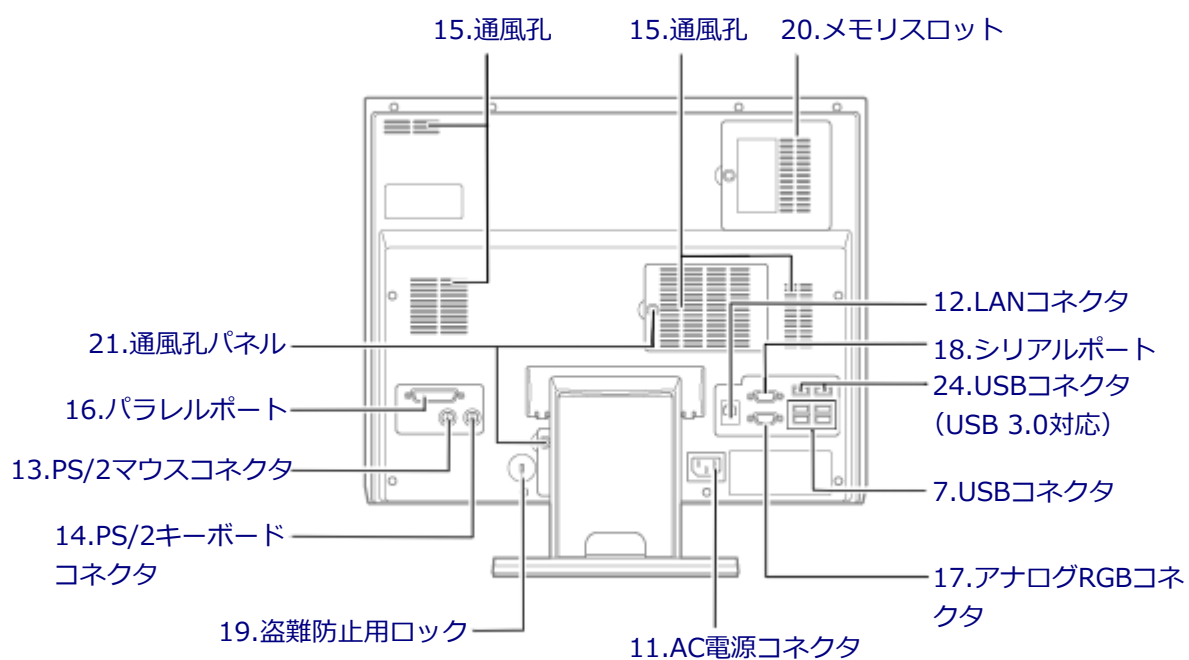 15.通風孔
15.通風孔
20.メモリスロット
12.LANコネクタ
21.通風孔パネル
18.シリアルポート
24.USBコネクタ
（USB 3.0対応）
16.パラレルポート
13.PS/2マウスコネクタ
7.USBコネクタ
14.PS/2キーボード
コネクタ
17.アナログRGBコネ
クタ
19.盗難防止用ロック
11.AC電源コネクタ